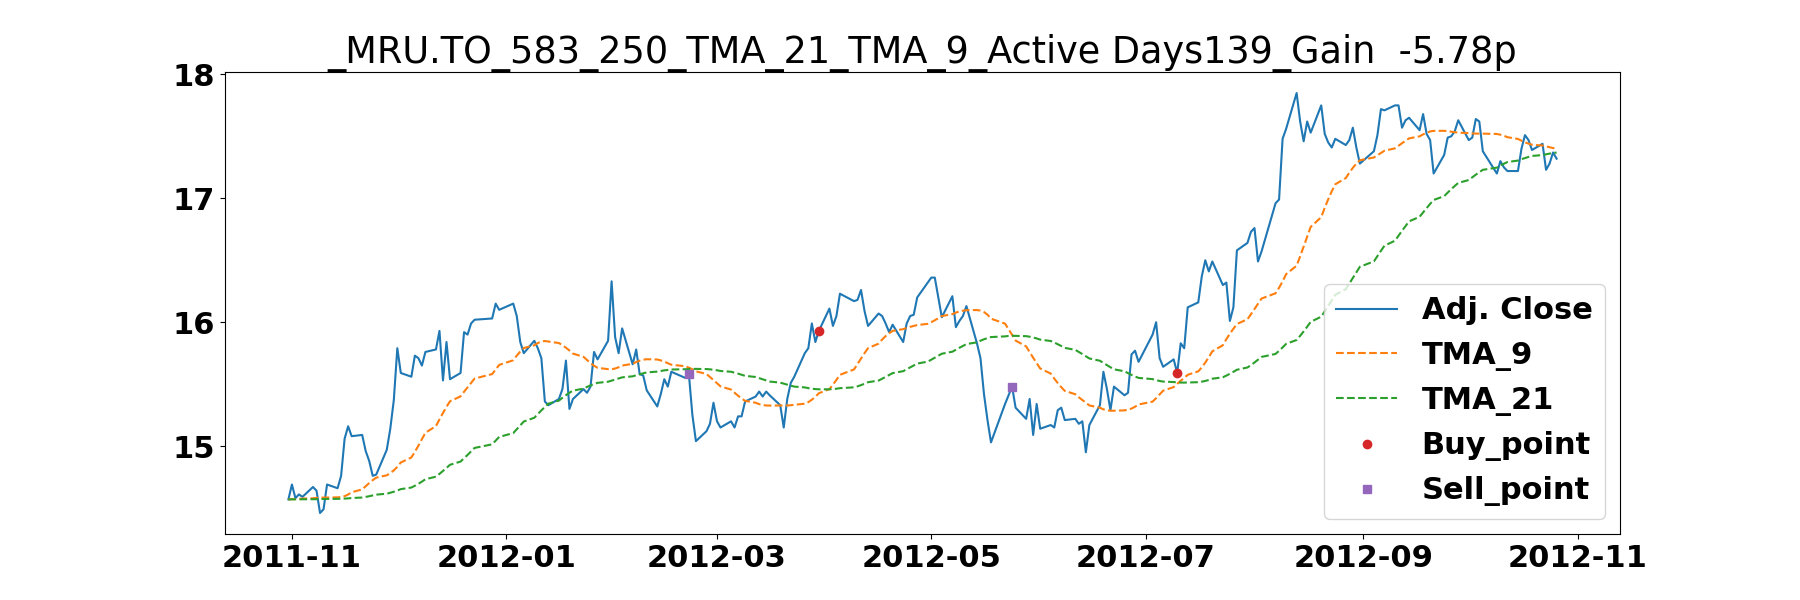 _MRU.TO_583_250_TMA_21_TMA_9_Active Days139_Gain  -5.78p
18
17
16
15
Adj. Close
TMA_9
TMA_21
Buy_point
Sell_point
2011-11 2012-01 2012-03 2012-05 2012-07 2012-09 2012-11